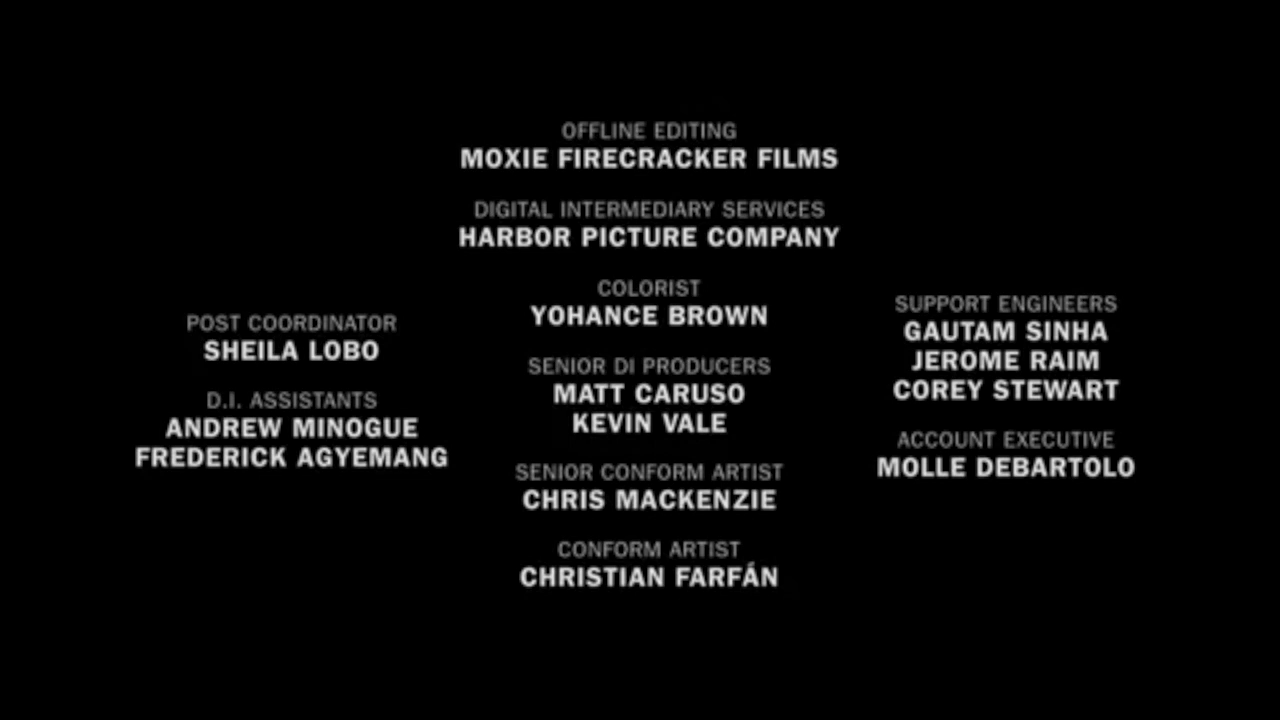 OFFLINE EDITING
MOXIE FIRECRACKER FILMS
DIGITAL INTERMEDIARY SERVICES
HARBOR PICTURE COMPANY
COLORIST
YOHANCE BROWN
POST COORDINATOR
SHEILA LOBO
D.I. ASSISTANTS
ANDREW MINOGUE
FREDERICK AGYEMANG
SENIOR DI PRODUCERS
MATT CARUSO
KEVIN VALE
SENIOR CONFORM ARTIST
CHRIS MACKENZIE
CONFORM ARTIST
CHRISTIAN FARFÁN
SUPPORT ENGINEERS
GAUTAM SINHA
JEROME RAIM
COREY STEWART
ACCOUNT EXECUTIVE
MOLLE DEBARTOLO